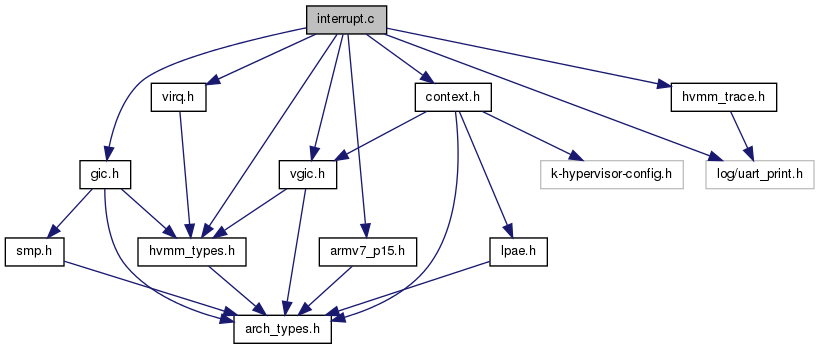 interrupt.c
virq.h
context.h
hvmm_trace.h
gic.h
vgic.h
k-hypervisor-config.h
log/uart_print.h
smp.h
hvmm_types.h
armv7_p15.h
lpae.h
arch_types.h